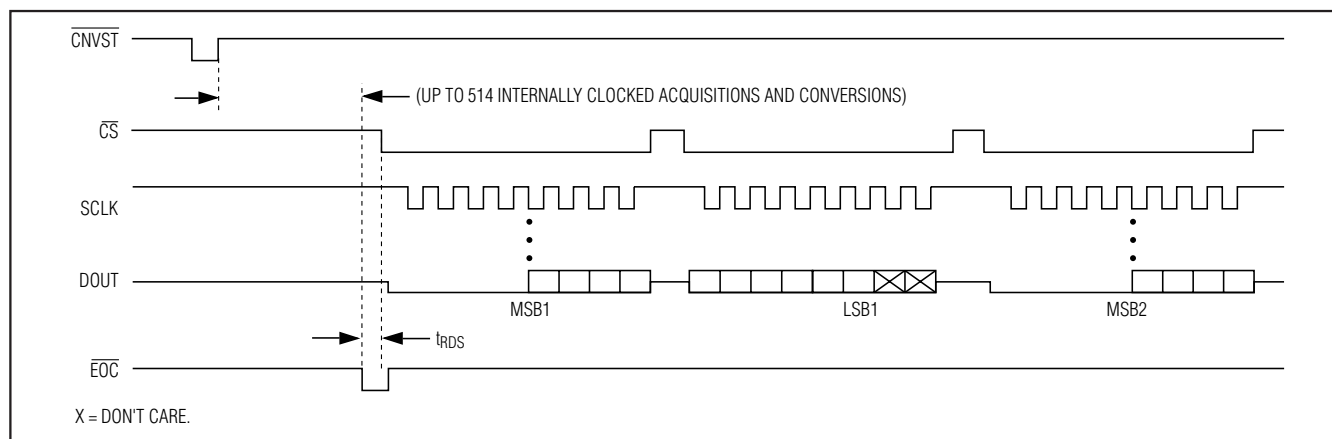 CNVST
(UP TO 514 INTERNALLY CLOCKED ACQUISITIONS AND CONVERSIONS)
CS
SCLK
DOUT
MSB1 LSB1 MSB2
tRDS
EOC
X = DON'T CARE.